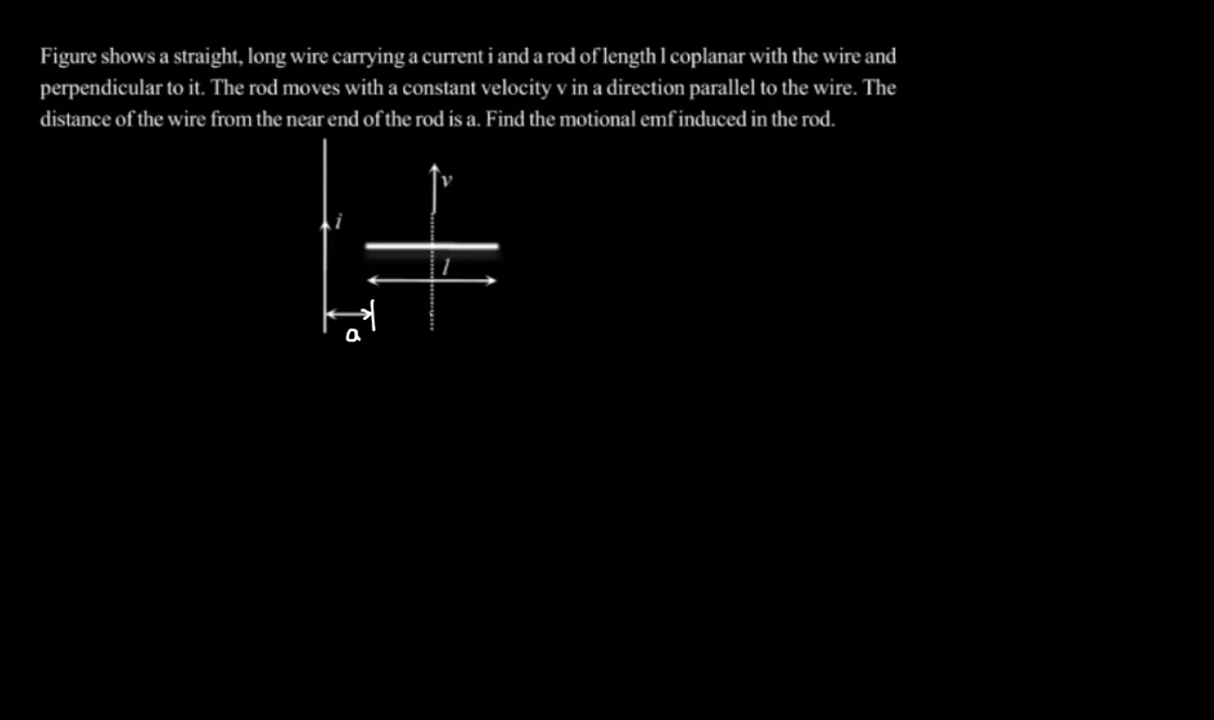 Figure shows a straight, long wire carrying a current i and a rod of length l coplanar with the wire and
perpendicular to it. The rod moves with a constant velocity v in a direction parallel to the wire. The
distance of the wire from the near end of the rod is a. Find the motional emf induced in the rod.
v
i
l
a